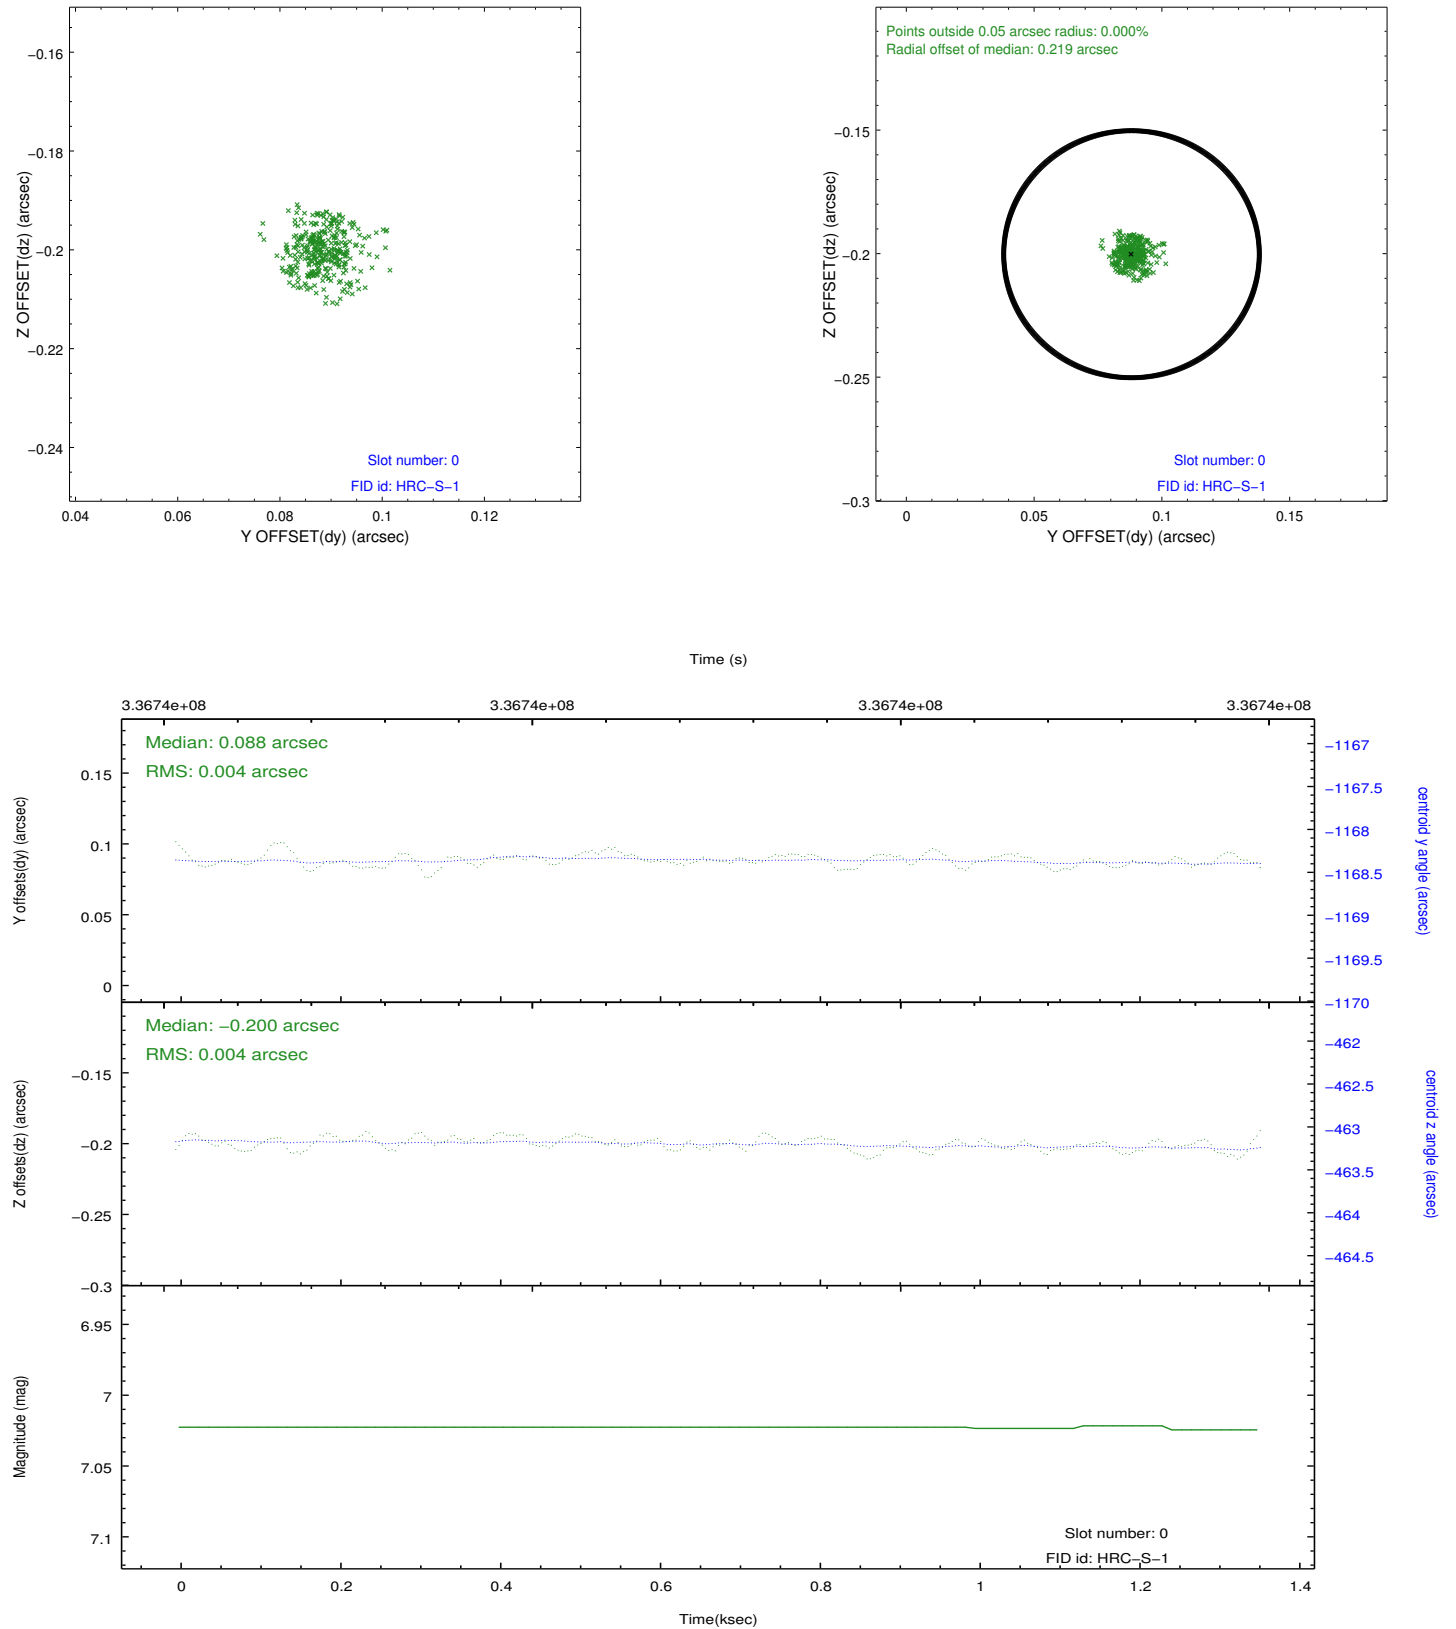 −0.16
−0.18
−0.2
−0.22
−0.24
Z OFFSET(dz) (arcsec)
Slot number: 0
FID id: HRC−S−1
0.04 0.06 0.08 0.1 0.12
Y OFFSET(dy) (arcsec)
Points outside 0.05 arcsec radius: 0.000%
Radial offset of median: 0.219 arcsec
−0.15
−0.2
−0.25
−0.3
Z OFFSET(dz) (arcsec)
Slot number: 0
FID id: HRC−S−1
0 0.05 0.1 0.15
Y OFFSET(dy) (arcsec)
Time (s)
3.3674e+08 3.3674e+08 3.3674e+08 3.3674e+08
Median: 0.088 arcsec
RMS: 0.004 arcsec
0.15
0.1
0.05
0
Y offsets(dy) (arcsec)
−1167
−1167.5
−1168
−1168.5
−1169
−1169.5
−1170
centroid y angle (arcsec)
Median: −0.200 arcsec
RMS: 0.004 arcsec
−0.15
−0.2
−0.25
−0.3
Z offsets(dz) (arcsec)
−462
−462.5
−463
−463.5
−464
−464.5
centroid z angle (arcsec)
6.95
7
7.05
7.1
Magnitude (mag)
Slot number: 0
FID id: HRC−S−1
0 0.2 0.4 0.6 0.8 1 1.2 1.4
Time(ksec)